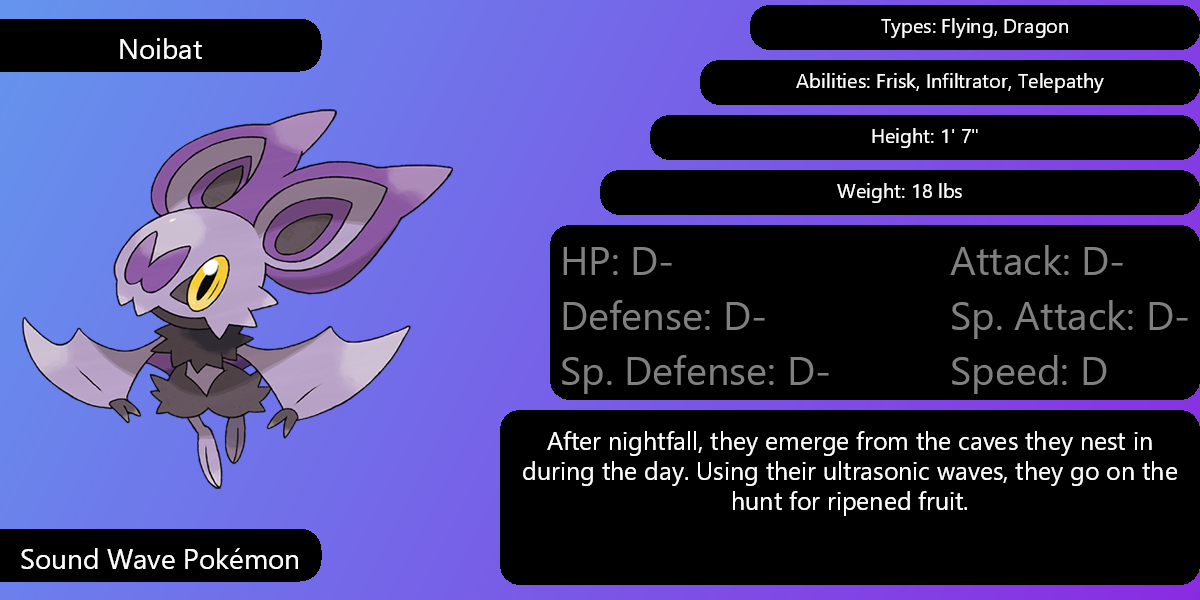 Noibat
Types: Flying, Dragon
Abilities: Frisk, Infiltrator, Telepathy
Height: 1' 7"
Weight: 18 lbs
HP: D-
Attack: D-
Defense: D-
Sp. Attack: D-
Sp. Defense: D-
Speed: D
After nightfall, they emerge from the caves they nest in
during the day. Using their ultrasonic waves, they go on the
hunt for ripened fruit.
Sound Wave Pokémon